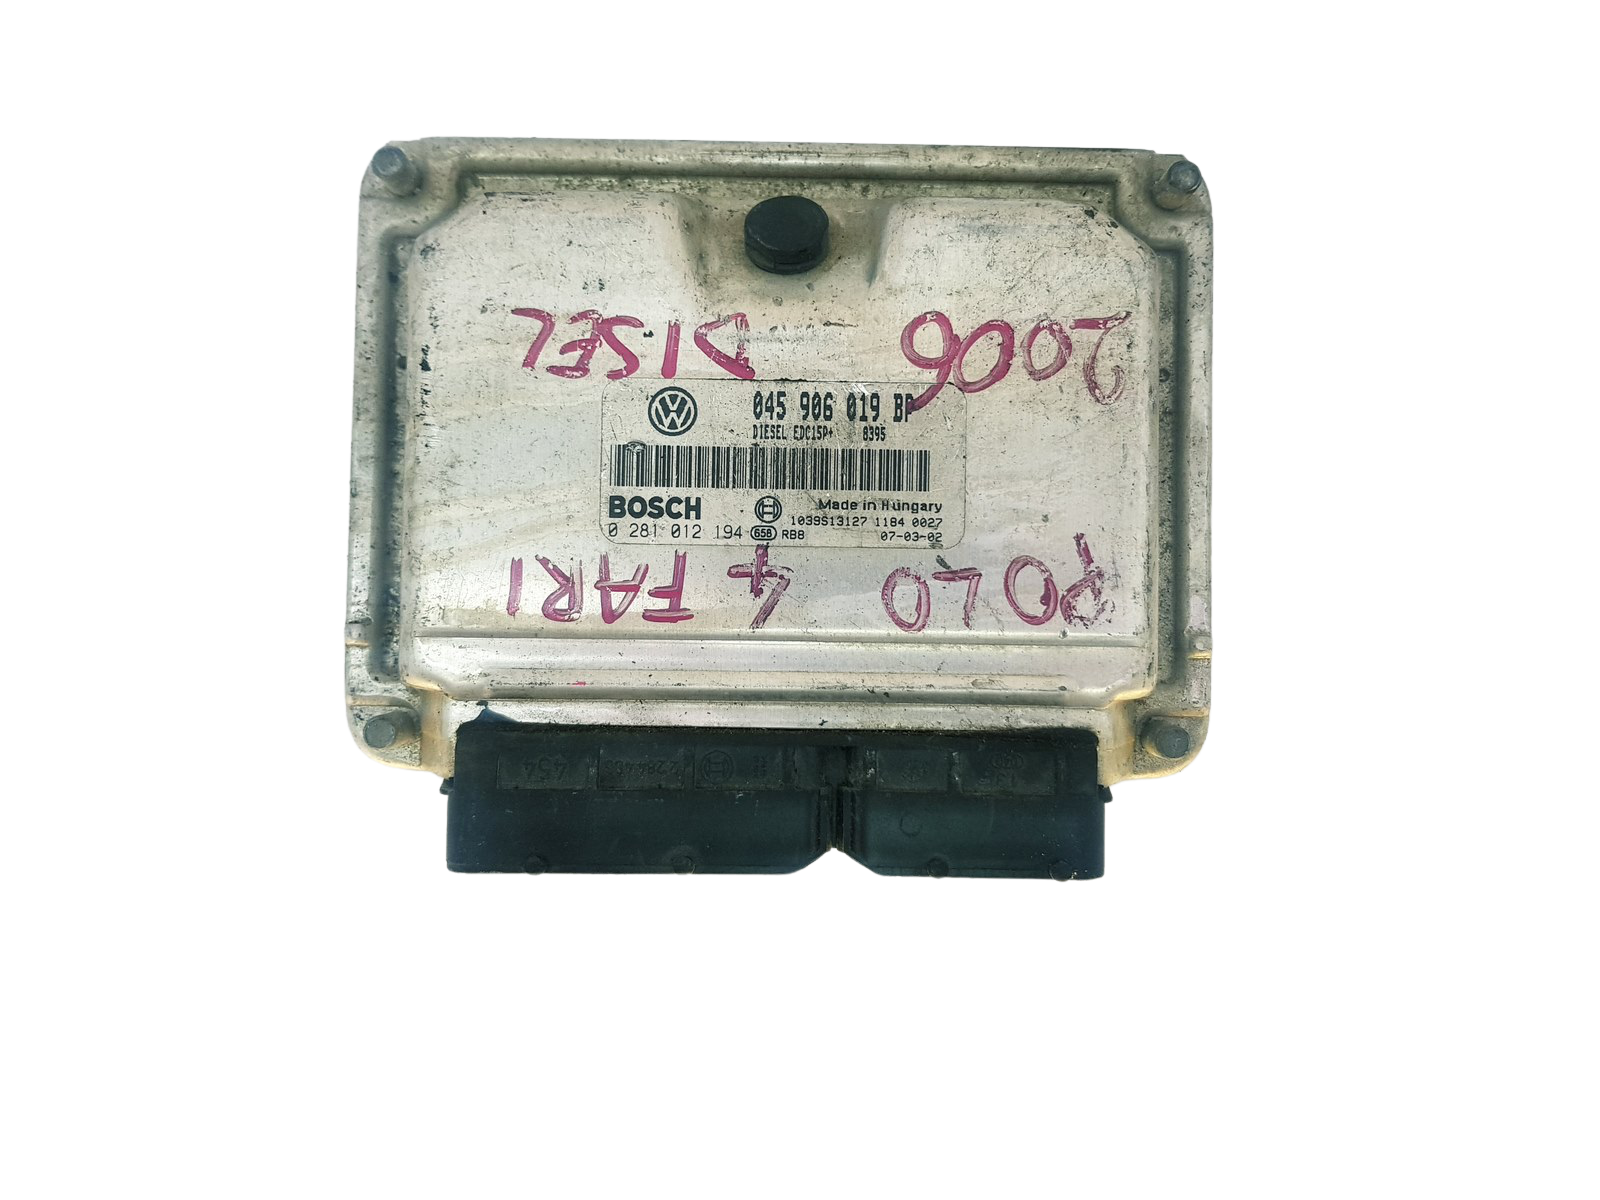 2006 - DISEL
045 906 019 BP
DIESEL EDC15P+ 8395
BOSCH
Made in Hungary
1039S13127 1184 0027
0 281 012 194 658 RB8 07-03-02
POLO 4 FARI
454